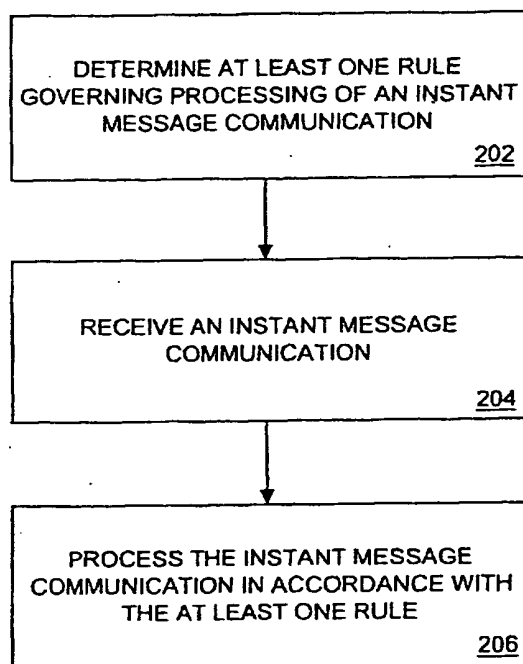 DETERMINE AT LEAST ONE RULE
GOVERNING PROCESSING OF AN INSTANT
MESSAGE COMMUNICATION
202
RECEIVE AN INSTANT MESSAGE
COMMUNICATION
204
PROCESS THE INSTANT MESSAGE
COMMUNICATION IN ACCORDANCE WITH
THE AT LEAST ONE RULE
206